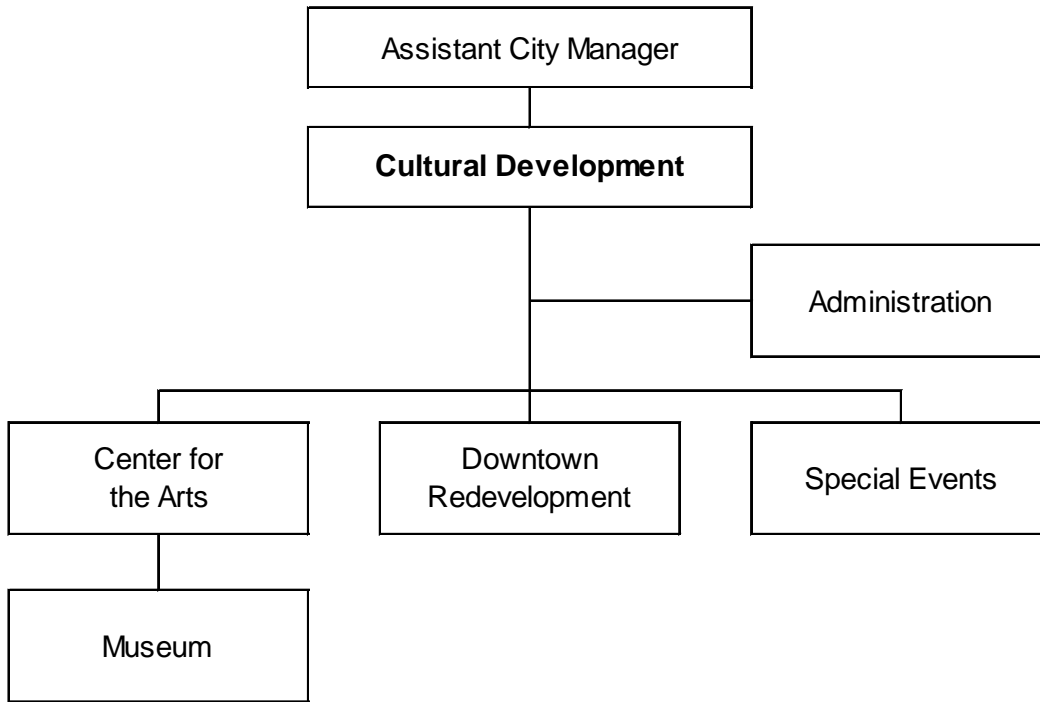 Assistant City Manager
Cultural Development
Administration
Center for
the Arts
Downtown
Redevelopment
Special Events
Museum